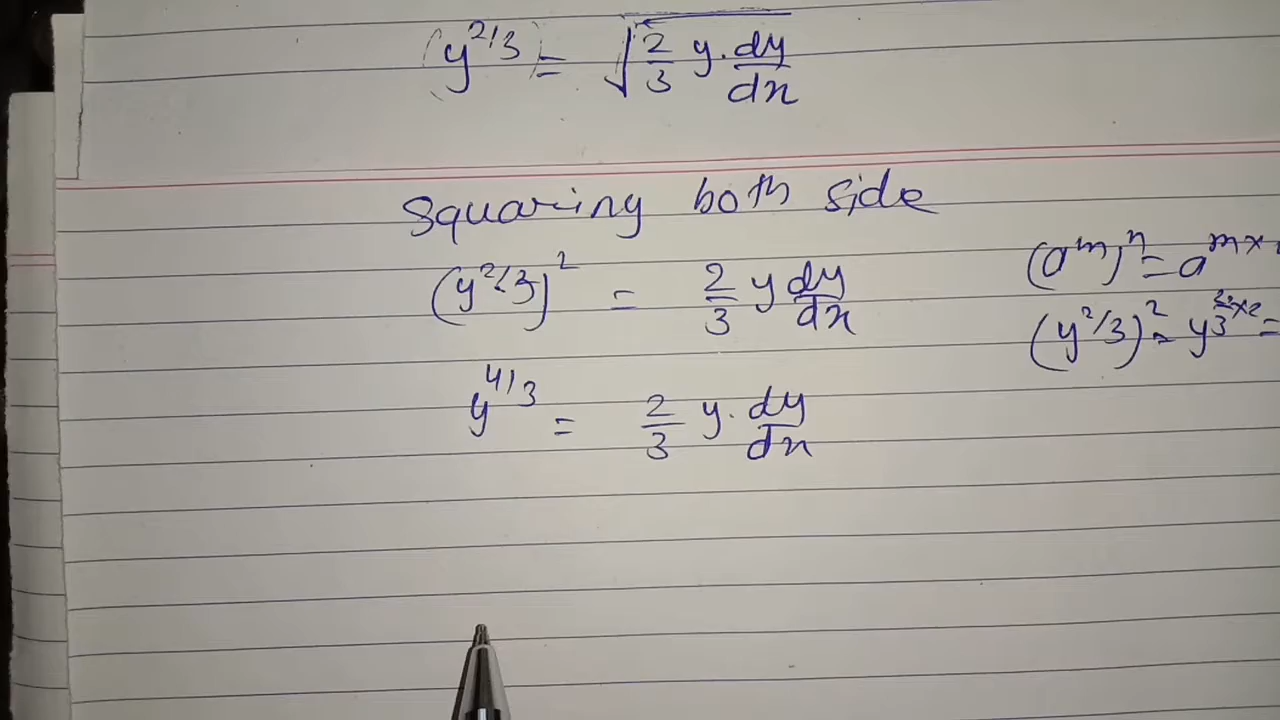 (y^2/3) = √(2/3 y. dy/dx)
Squaring both side
(y^2/3)^2 = 2/3 y dy/dx
(a^m)^n = a^m×
(y^2/3)^2 = y^2/3×2 =
y^4/3 = 2/3 y. dy/dx